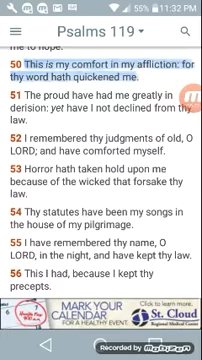 55% 11:32 PM
Psalms 119
me to hope.
50 This is my comfort in my affliction: for
thy word hath quickened me.
51 The proud have had me greatly in
derision: yet have I not declined from thy
law.
52 I remembered thy judgments of old, O
LORD; and have comforted myself.
53 Horror hath taken hold upon me
because of the wicked that forsake thy
law.
54 Thy statutes have been my songs in
the house of my pilgrimage.
55 I have remembered thy name, O
LORD, in the night, and have kept thy law.
56 This I had, because I kept thy
precepts.
MARK YOUR
CALENDAR
FOR A HEALTHY EVENT.
Click to learn more.
St. Cloud
Regional Medical Center
RECORDED WITH